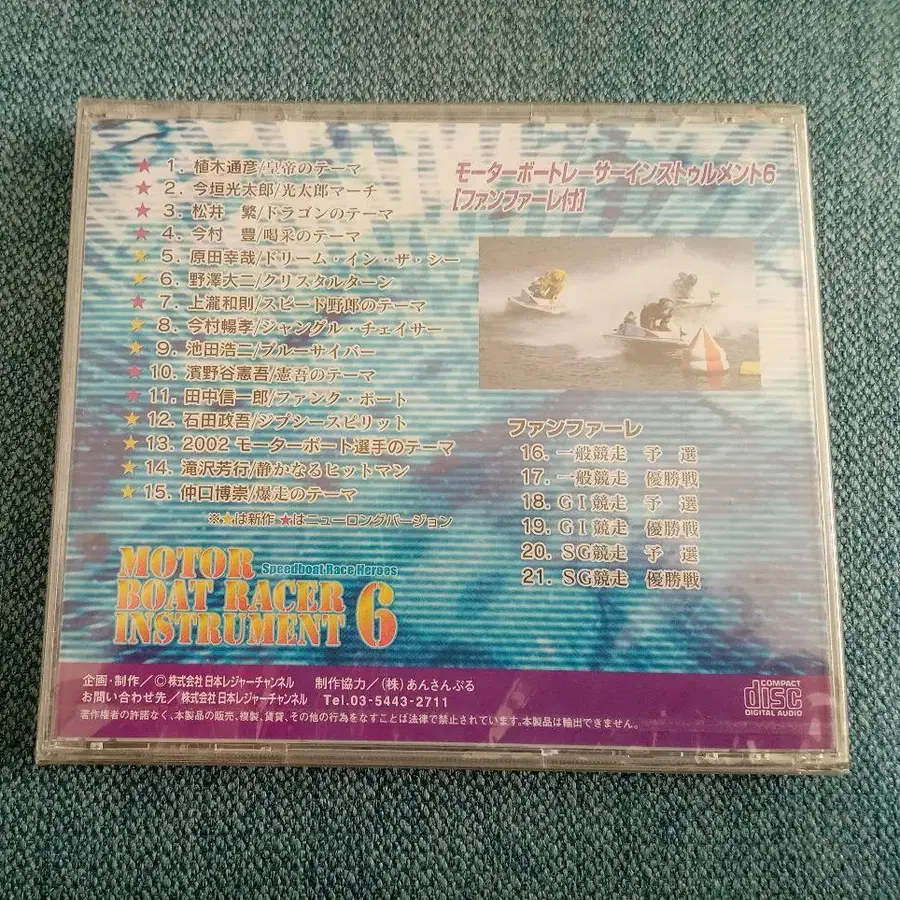 ★ 1. 植木通彦/皇帝のテーマ
★ 2. 今垣光太郎/光太郎マーチ
★ 3. 松井 繁/ドラゴンのテーマ
★ 4. 今村 豊/喝采のテーマ
★ 5. 原田幸哉/ドリーム・イン・ザ・シー
★ 6. 野澤大二/クリスタルターン
★ 7. 上瀧和則/スピード野郎のテーマ
★ 8. 今村暢孝/ジャングル・チェイサー
★ 9. 池田浩二/ブルーサイバー
★ 10. 濱野谷憲吾/憲吾のテーマ
★ 11. 田中信一郎/ファンク・ボート
★ 12. 石田政吾/ジプシースピリット
★ 13. 2002 モーターボート選手のテーマ
★ 14. 滝沢芳行/静かなるヒットマン
★ 15. 仲口博崇/爆走のテーマ
※★は新作 ★はニューロングバージョン
モーターボートレーサーインストゥルメント6
[ファンファーレ付]
ファンファーレ
16. 一般競走 予 選
17. 一般競走 優勝戦
18. GⅠ競走 予 選
19. GⅠ競走 優勝戦
20. SG競走 予 選
21. SG競走 優勝戦
MOTOR
Speedboat Race Heroes
BOAT RACER
INSTRUMENT 6
企画・制作/©株式会社 日本レジャーチャンネル 制作協力/(株)あんさんぶる
お問い合わせ先/株式会社 日本レジャーチャンネル Tel.03-5443-2711
著作権者の許諾なく、本製品の販売、複製、賃貸、その他の行為をなすことは法律で禁止されています。本製品は輸出できません。
COMPACT
disc
DIGITAL AUDIO